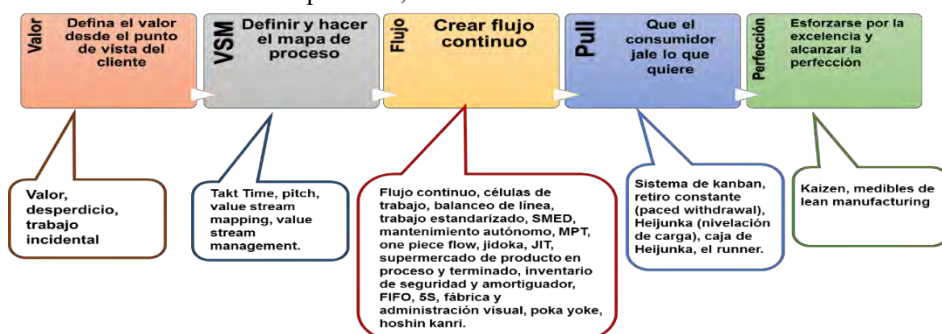 Valor
Defina el valor
desde el punto
de vista del
cliente
VSM
Definir y hacer
el mapa de
proceso
Flujo
Crear flujo
continuo
Pull
Que el
consumidor
jale lo que
quiere
Perfección
Esforzarse por la
excelencia y
alcanzar la
perfección
Valor,
desperdicio,
trabajo
incidental
Takt Time, pitch,
value stream
mapping, value
stream
management.
Flujo continuo, células de
trabajo, balanceo de línea,
trabajo estandarizado, SMED,
mantenimiento autónomo, MPT,
one piece flow, jidoka, JIT,
supermercado de producto en
proceso y terminado, inventario
de seguridad y amortiguador,
FIFO, 5S, fábrica y
administración visual, poka yoke,
hoshin kanri.
Sistema de kanban,
retiro constante
(paced withdrawal),
Heijunka (nivelación
de carga), caja de
Heijunka, el runner.
Kaizen, medibles de
lean manufacturing